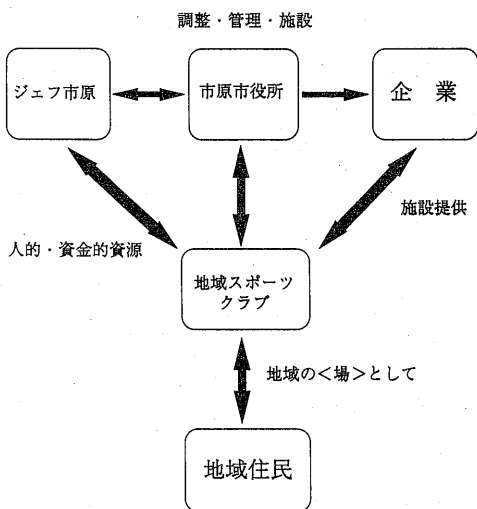 調整・管理・施設
ジェフ市原
市原市役所
企 業
施設提供
人的・資金的資源
地域スポーツ
クラブ
地域の<場>として
地域住民